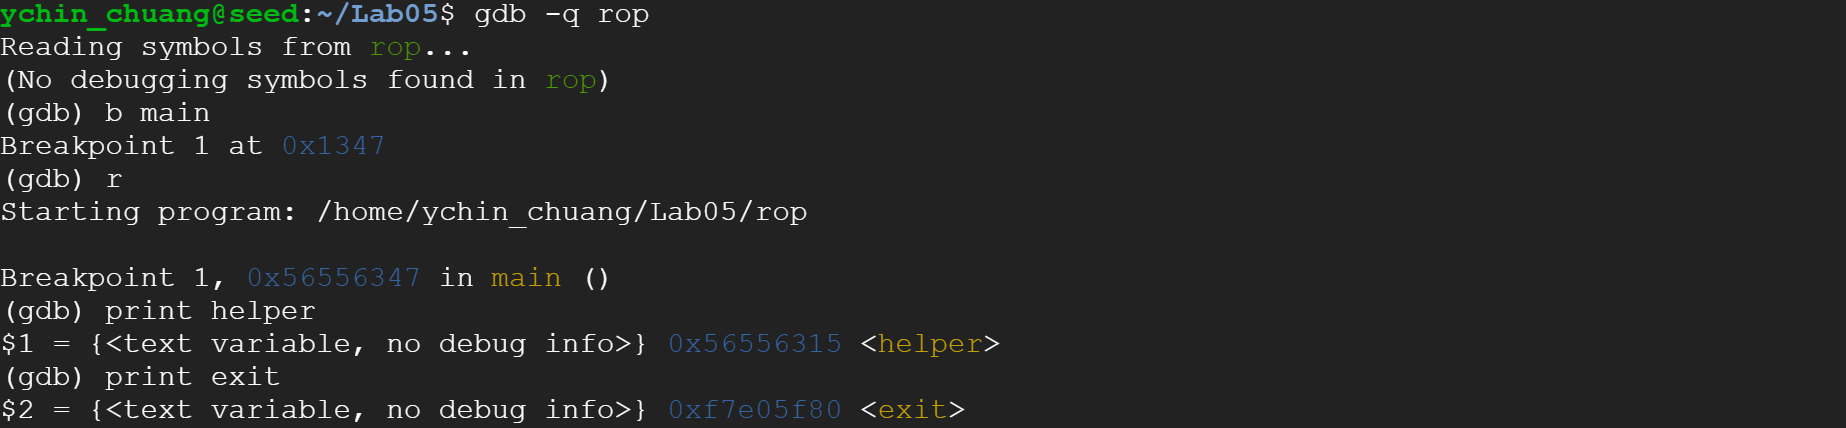 ychin_chuang@seed:~/Lab05$ gdb -q rop
Reading symbols from rop...
(No debugging symbols found in rop)
(gdb) b main
Breakpoint 1 at 0x1347
(gdb) r
Starting program: /home/ychin_chuang/Lab05/rop
Breakpoint 1, 0x56556347 in main ()
(gdb) print helper
$1 = {<text variable, no debug info>} 0x56556315 <helper>
(gdb) print exit
$2 = {<text variable, no debug info>} 0xf7e05f80 <exit>